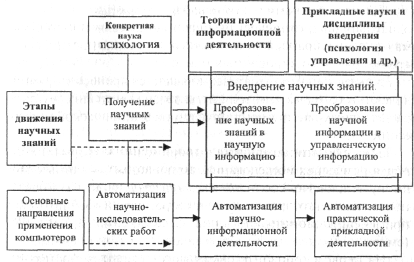 Конкретная
наука
ПСИХОЛОГИЯ
Теория научно-
информационной
деятельности
Прикладные науки и
дисциплины
внедрения
(психология
управления и др.)
Внедрение научных знаний
Этапы
движения
научных
знаний
Получение
научных
знаний
Преобразова-
ние научных
знаний в
научную
информацию
Преобразование
научной
информации в
управленческую
информацию
Основные
направления
применения
компьютеров
Автоматизация
научно-
исследователь-
ских работ
Автоматизация
научно-
информационной
деятельности
Автоматизация
практической
прикладной
деятельности